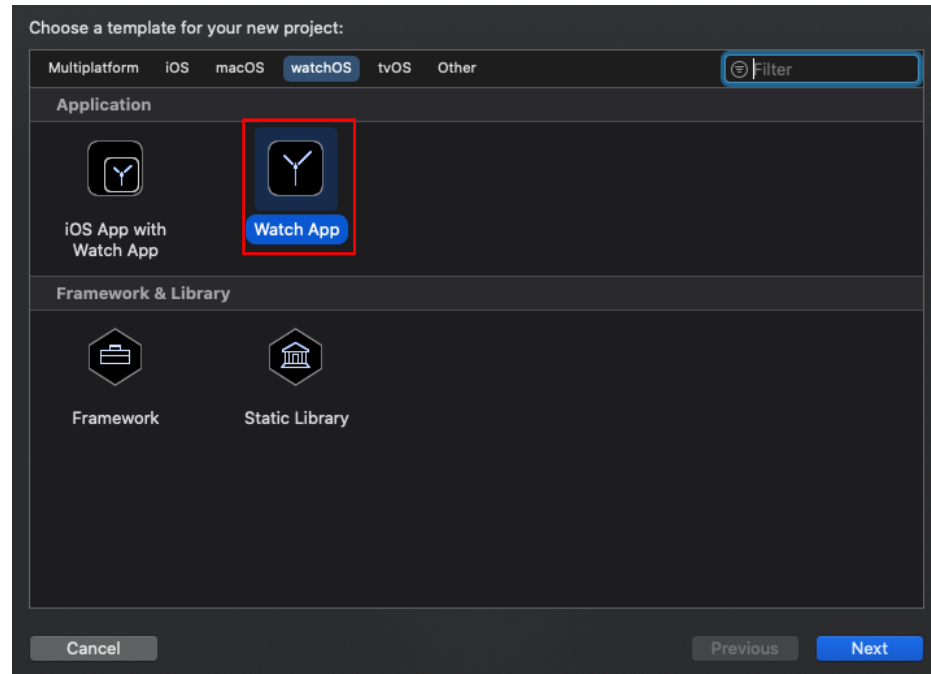 Choose a template for your new project:
Multiplatform iOS macOS watchOS tvOS Other Filter
Application
iOS App with
Watch App
Watch App
Framework & Library
Framework Static Library
Cancel Previous Next